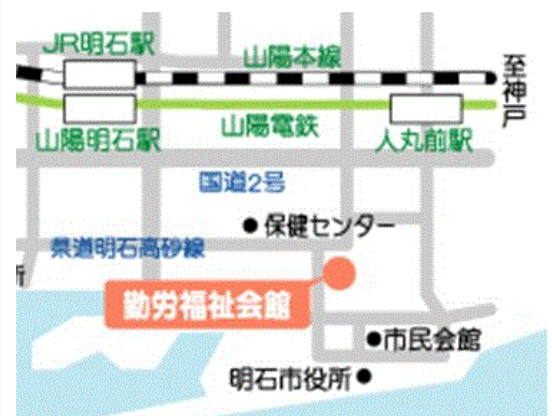 JR明石駅
山陽本線
至神戸
山陽明石駅
山陽電鉄
人丸前駅
国道2号
保健センター
県道明石高砂線
所
勤労福祉会館
市民会館
明石市役所